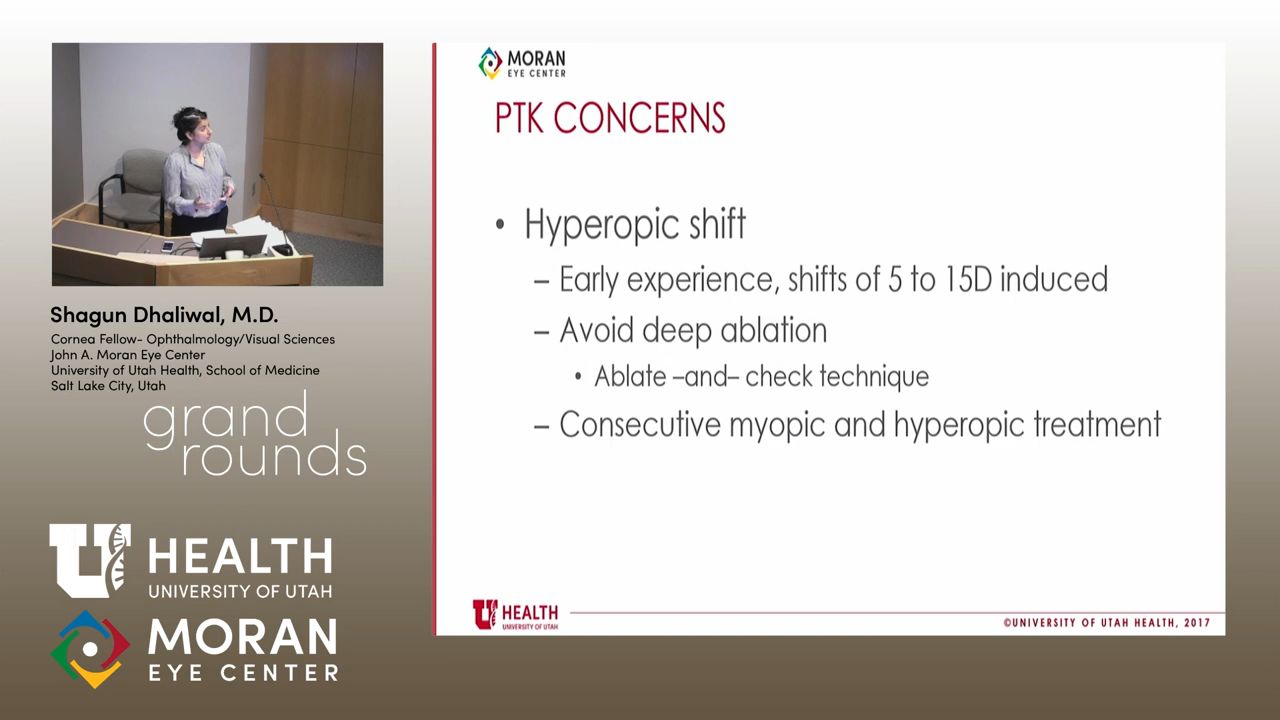 MORAN
EYE CENTER
PTK CONCERNS
• Hyperopic shift
– Early experience, shifts of 5 to 15D induced
– Avoid deep ablation
• Ablate –and– check technique
– Consecutive myopic and hyperopic treatment
U HEALTH
UNIVERSITY OF UTAH
©UNIVERSITY OF UTAH HEALTH, 2017
Shagun Dhaliwal, M.D.
Cornea Fellow- Ophthalmology/Visual Sciences
John A. Moran Eye Center
University of Utah Health, School of Medicine
Salt Lake City, Utah
grand
rounds
U HEALTH
UNIVERSITY OF UTAH
MORAN
EYE CENTER